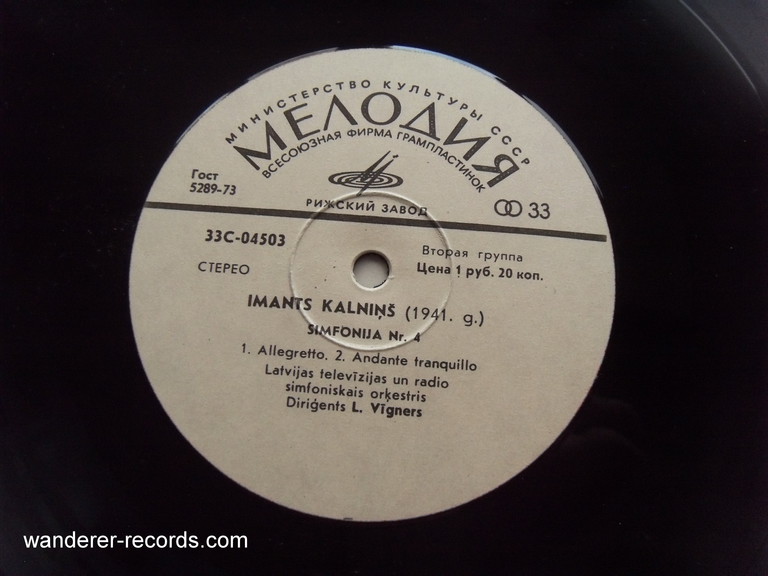 МИНИСТЕРСТВО КУЛЬТУРЫ СССР
МЕЛОДИЯ
ВСЕСОЮЗНАЯ ФИРМА ГРАМПЛАСТИНОК
Гост
5289-73
РИЖСКИЙ ЗАВОД
33
33С-04503
Вторая группа
СТЕРЕО
Цена 1 руб. 20 коп.
IMANTS KALNIŅŠ (1941. g.)
SIMFONIJA Nr. 4
1. Allegretto. 2. Andante tranquillo
Latvijas televīzijas un radio
simfoniskais orķestris
Diriģents L. Vīgners
wanderer-records.com